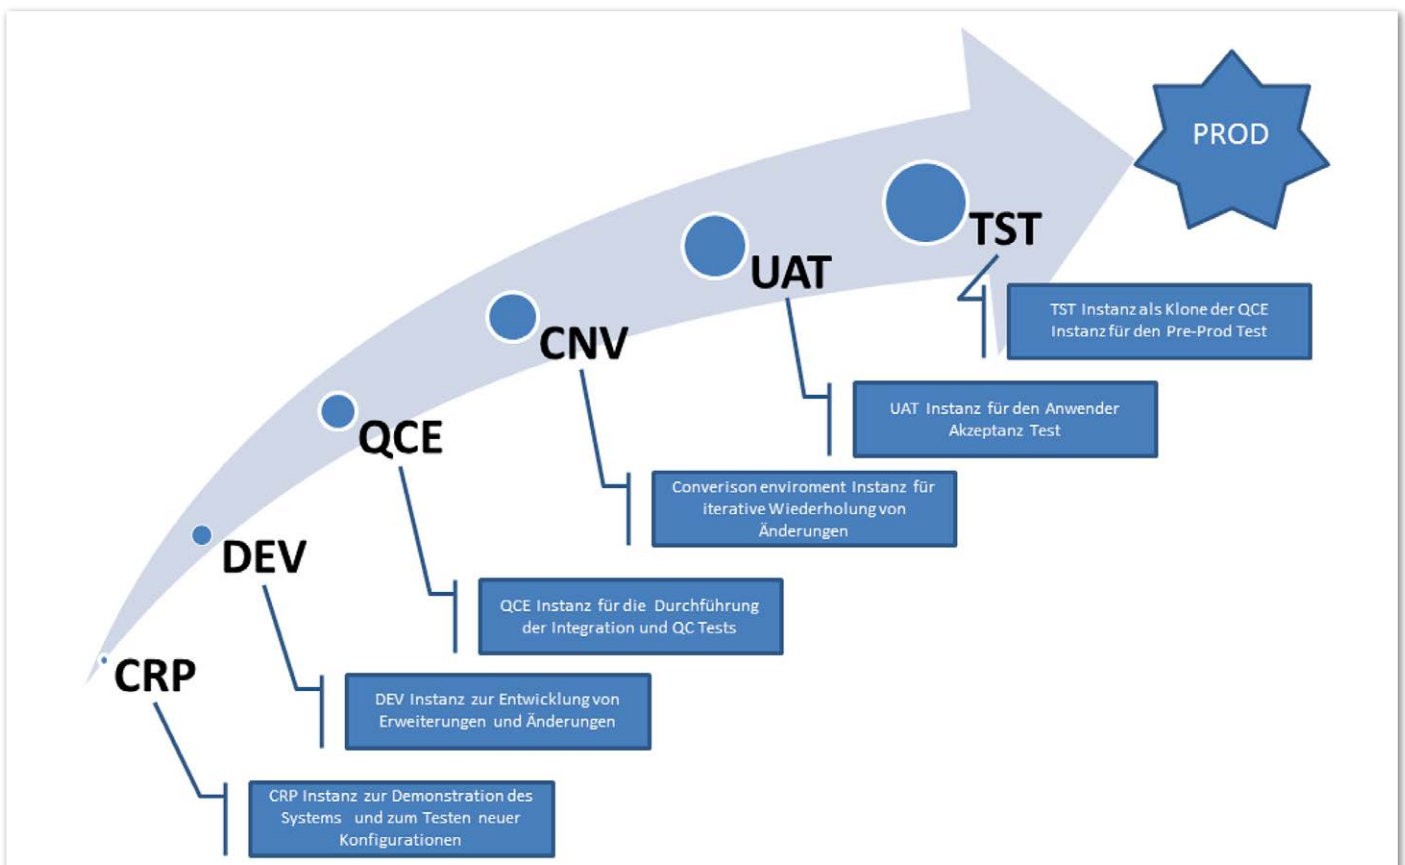 PROD
TST
TST Instanz als Klone der QCE
Instanz für den Pre-Prod Test
UAT
UAT Instanz für den Anwender
Akzeptanz Test
CNV
Converison enviroment Instanz für
iterative Wiederholung von
Änderungen
QCE
QCE Instanz für die Durchführung
der Integration und QC Tests
DEV
DEV Instanz zur Entwicklung von
Erweiterungen und Änderungen
CRP
CRP Instanz zur Demonstration des
Systems und zum Testen neuer
Konfigurationen